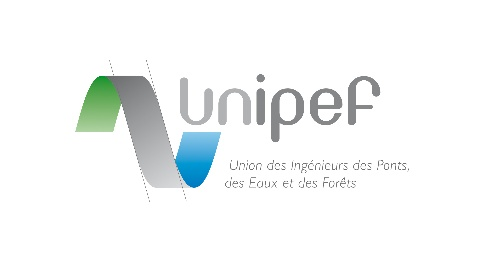 Unipef
Union des Ingénieurs des Ponts,
des Eaux et des Forêts